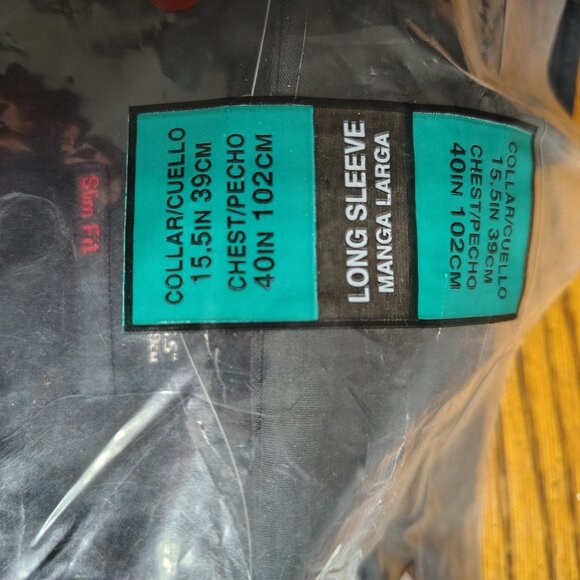 Slim Fit
COLLAR/CUELLO
15.5IN 39CM
CHEST/PECHO
40IN 102CM
LONG SLEEVE
MANGA LARGA
COLLAR/CUELLO
15.5IN 39CM
CHEST/PECHO
40IN 102CM